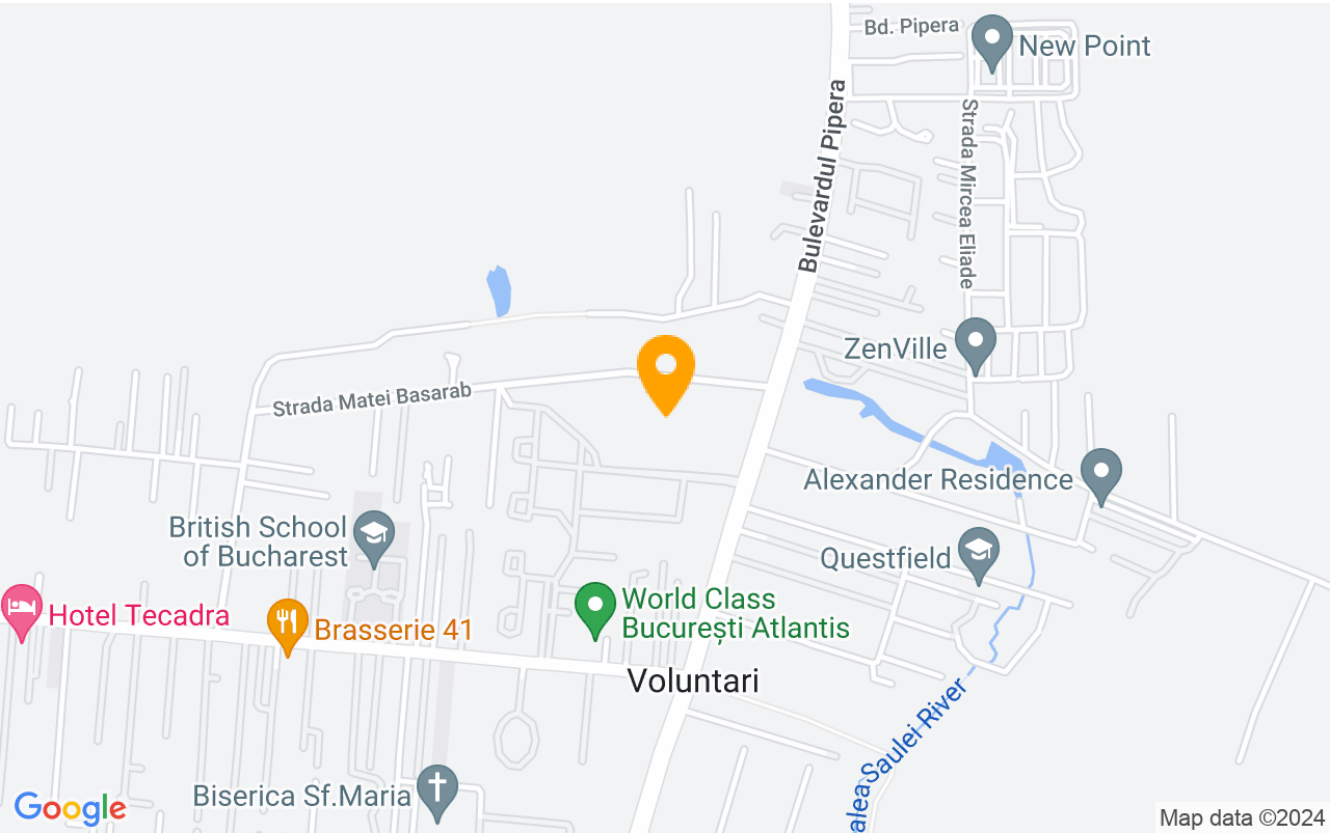 Bd. Pipera
New Point
Bulevardul Pipera
Strada Mircea Eliade
ZenVille
Strada Matei Basarab
Alexander Residence
British School
of Bucharest
Questfield
Hotel Tecadra
Brasserie 41
World Class
București Atlantis
Voluntari
alea Saulei River
Biserica Sf.Maria
Google
Map data ©2024